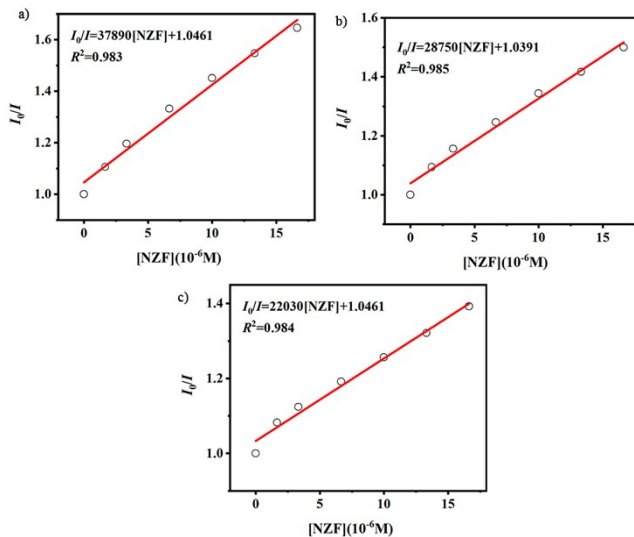 a)
I₀/I=37890[NZF]+1.0461
R²=0.983
I₀/I
1.6
1.4
1.2
1.0
0 5 10 15
[NZF](10⁻⁶M)
b)
I₀/I=28750[NZF]+1.0391
R²=0.985
I₀/I
1.6
1.4
1.2
1.0
0 5 10 15
[NZF](10⁻⁶M)
c)
I₀/I=22030[NZF]+1.0461
R²=0.984
I₀/I
1.4
1.2
1.0
0 5 10 15
[NZF](10⁻⁶M)